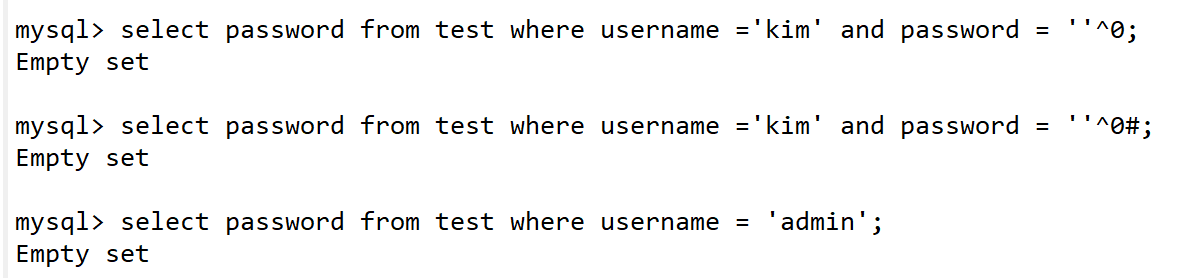 mysql> select password from test where username ='kim' and password = ''^0;
Empty set
mysql> select password from test where username ='kim' and password = ''^0#;
Empty set
mysql> select password from test where username = 'admin';
Empty set